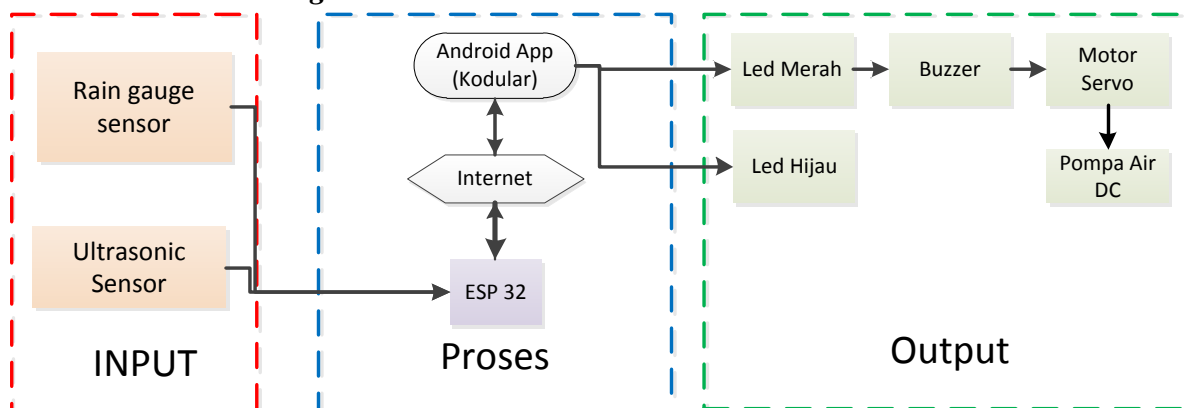 Rain gauge
sensor
Ultrasonic
Sensor
INPUT
Android App
(Kodular)
Internet
ESP 32
Proses
Led Merah
Buzzer
Motor
Servo
Led Hijau
Pompa Air
DC
Output